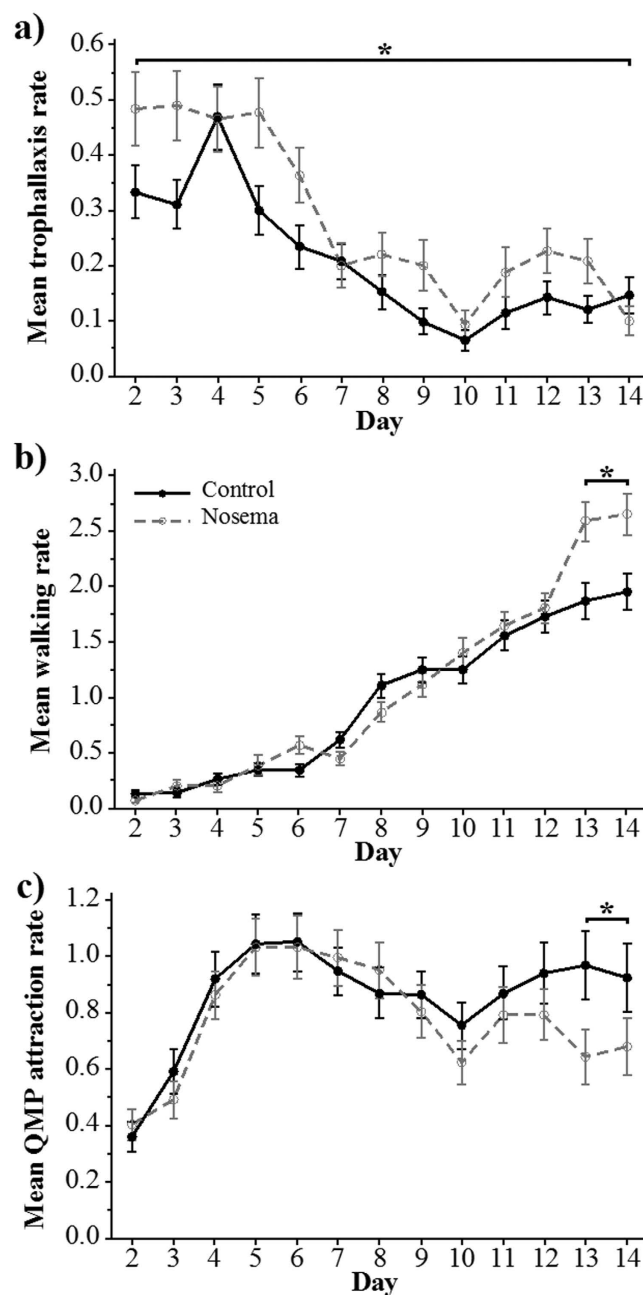 a)
*
Mean trophallaxis rate
0.6
0.5
0.4
0.3
0.2
0.1
0.0
2 3 4 5 6 7 8 9 10 11 12 13 14
Day
b)
*
Mean walking rate
3.0
2.5
2.0
1.5
1.0
0.5
0.0
Control
Nosema
2 3 4 5 6 7 8 9 10 11 12 13 14
Day
c)
*
Mean QMP attraction rate
1.2
1.0
0.8
0.6
0.4
0.2
0.0
2 3 4 5 6 7 8 9 10 11 12 13 14
Day